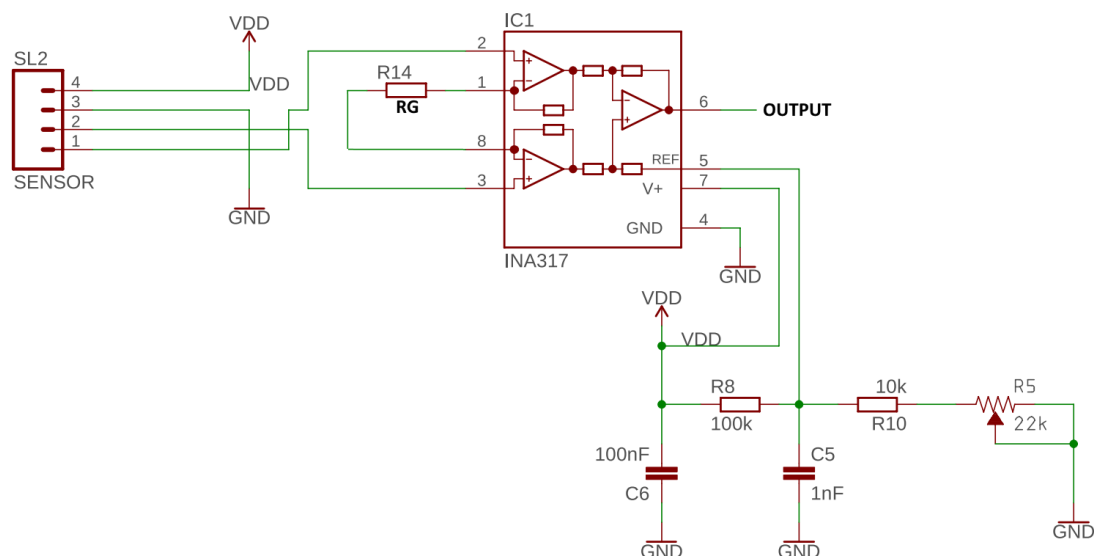 IC1
VDD
SL2
4
VDD
3
2
1
SENSOR
GND
R14
RG
2
1
8
3
+
−
−
+
−
+
6
OUTPUT
REF
5
V+
7
GND
4
INA317
GND
VDD
VDD
R8
100k
10k
R10
R5
22k
100nF
C6
C5
1nF
GND
GND
GND